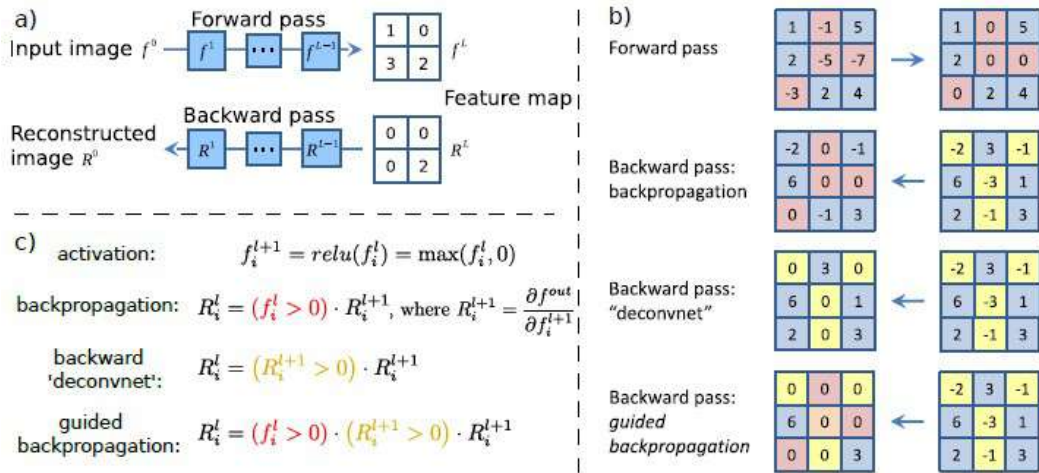 a)
Forward pass
Input image f⁰
f¹
...
f^{L-1}
1 0
3 2
f^L
Feature map
Backward pass
Reconstructed
image R⁰
R¹
...
R^{L-1}
0 0
0 2
R^L
c)
activation:
f_i^{l+1} = relu(f_i^l) = max(f_i^l, 0)
backpropagation:
R_i^l = (f_i^l > 0) · R_i^{l+1}, where R_i^{l+1} = ∂f^{out} / ∂f_i^{l+1}
backward
'deconvnet':
R_i^l = (R_i^{l+1} > 0) · R_i^{l+1}
guided
backpropagation:
R_i^l = (f_i^l > 0) · (R_i^{l+1} > 0) · R_i^{l+1}
b)
Forward pass
1 -1 5
2 -5 -7
-3 2 4
1 0 5
2 0 0
0 2 4
Backward pass:
backpropagation
-2 0 -1
6 0 0
0 -1 3
-2 3 -1
6 -3 1
2 -1 3
Backward pass:
"deconvnet"
0 3 0
6 0 1
2 0 3
-2 3 -1
6 -3 1
2 -1 3
Backward pass:
guided
backpropagation
0 0 0
6 0 0
0 0 3
-2 3 -1
6 -3 1
2 -1 3